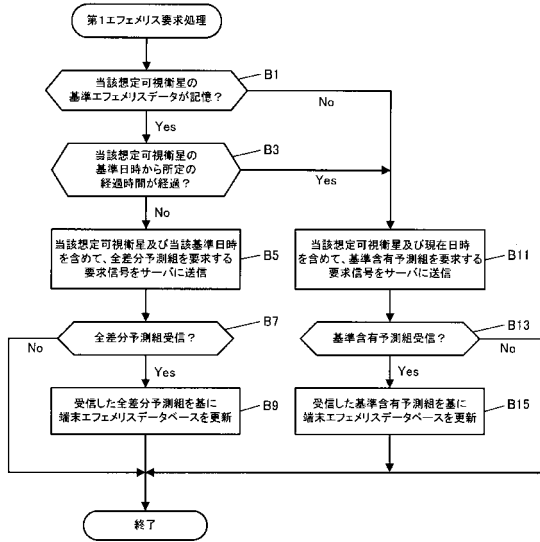 第1エフェメリス要求処理
B1
当該想定可視衛星の
基準エフェメリスデータが記憶？
No
Yes
B3
当該想定可視衛星の
基準日時から所定の
経過時間が経過？
Yes
No
当該想定可視衛星及び当該基準日時
を含めて、全差分予測組を要求する
要求信号をサーバに送信
B5
当該想定可視衛星及び現在日時
を含めて、基準含有予測組を要求する
要求信号をサーバに送信
B11
B7
全差分予測組受信？
No
Yes
B13
基準含有予測組受信？
No
Yes
受信した全差分予測組を基に
端末エフェメリスデータベースを更新
B9
受信した基準含有予測組を基に
端末エフェメリスデータベースを更新
B15
終了